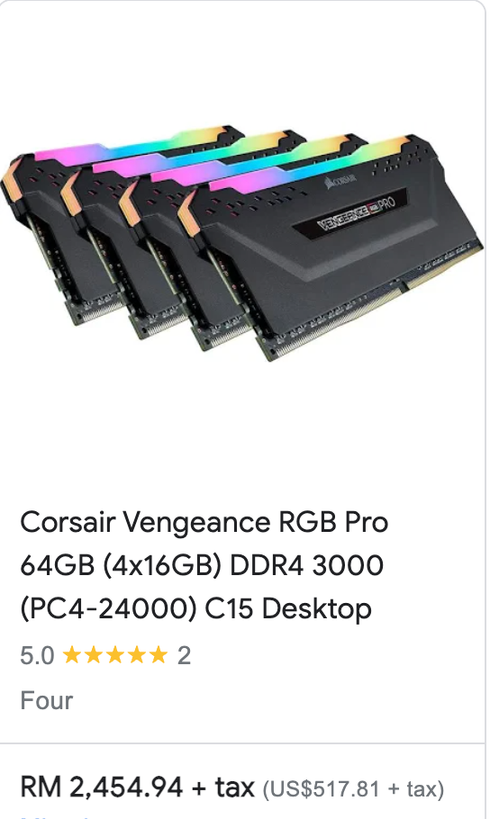 CORSAIR
VENGEANCE RGB PRO
Corsair Vengeance RGB Pro
64GB (4x16GB) DDR4 3000
(PC4-24000) C15 Desktop
5.0 ★★★★★ 2
Four
RM 2,454.94 + tax (US$517.81 + tax)